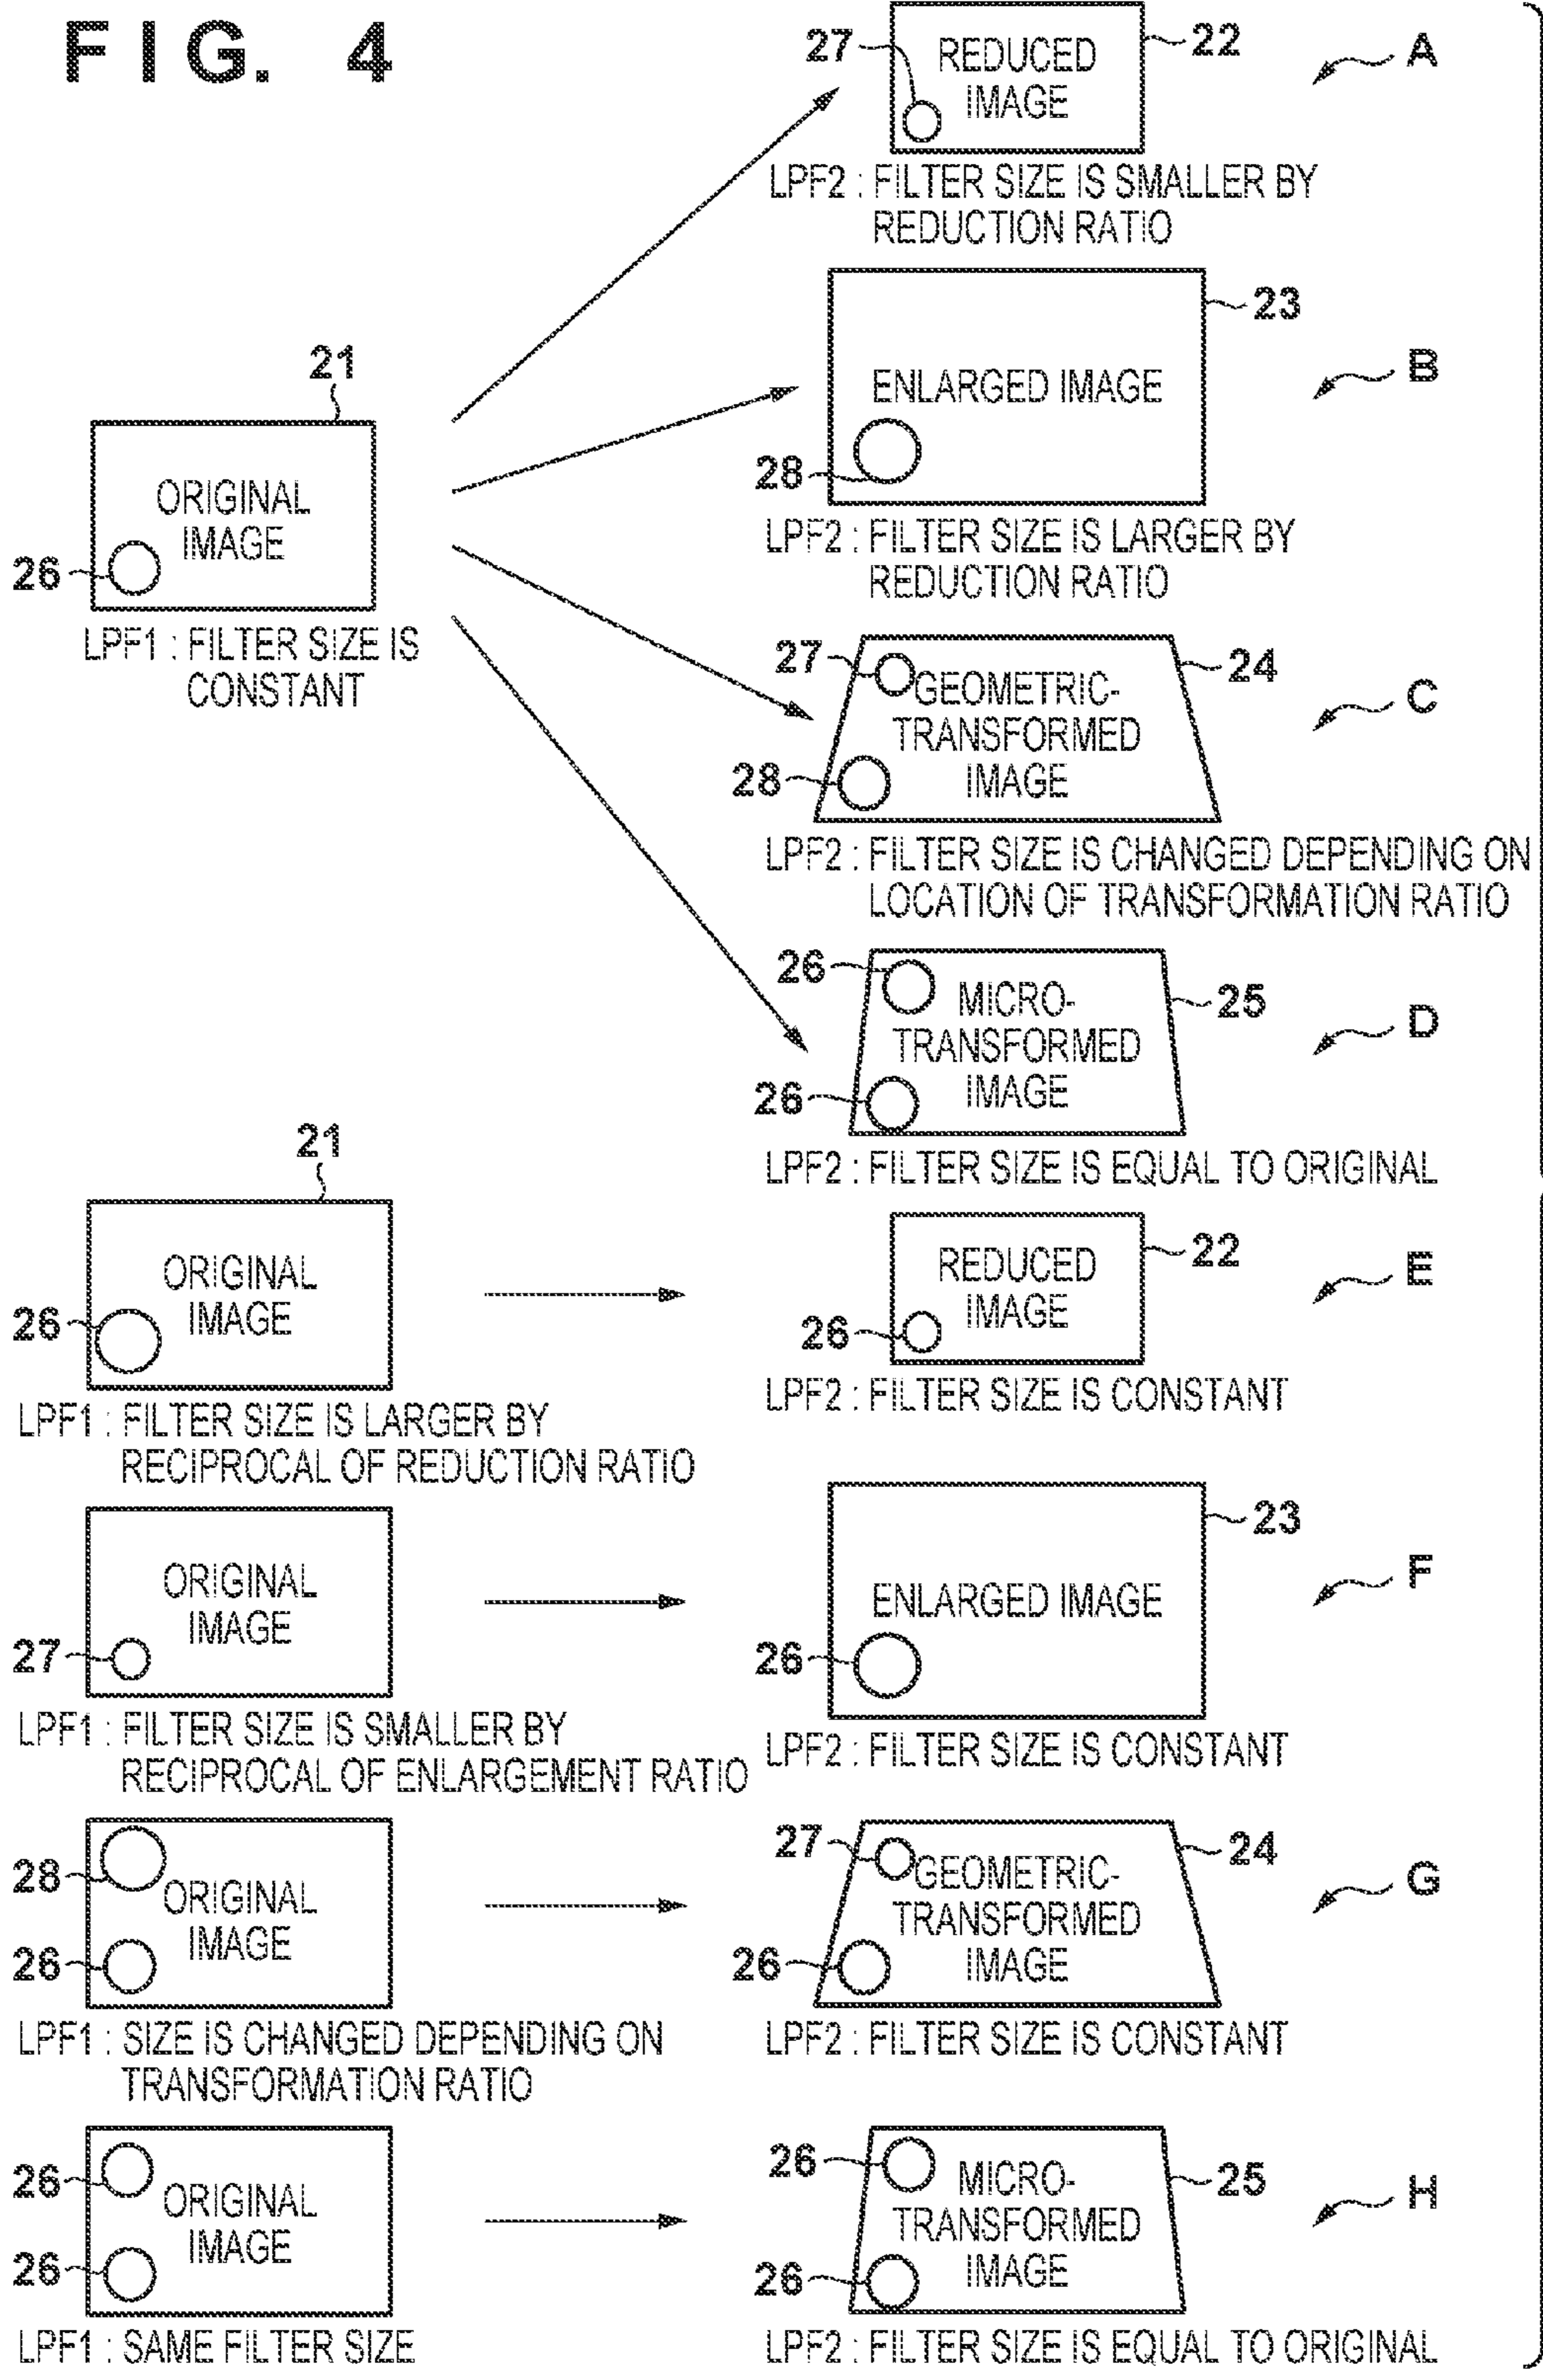 FIG. 4
27
REDUCED
IMAGE
22
A
LPF2 : FILTER SIZE IS SMALLER BY
REDUCTION RATIO
23
B
ENLARGED IMAGE
28
LPF2 : FILTER SIZE IS LARGER BY
REDUCTION RATIO
21
ORIGINAL
IMAGE
26
LPF1 : FILTER SIZE IS
CONSTANT
27
24
C
GEOMETRIC-
TRANSFORMED
IMAGE
28
LPF2 : FILTER SIZE IS CHANGED DEPENDING ON
LOCATION OF TRANSFORMATION RATIO
26
MICRO-
TRANSFORMED
IMAGE
25
D
26
LPF2 : FILTER SIZE IS EQUAL TO ORIGINAL
21
ORIGINAL
IMAGE
26
LPF1 : FILTER SIZE IS LARGER BY
RECIPROCAL OF REDUCTION RATIO
REDUCED
IMAGE
22
E
26
LPF2 : FILTER SIZE IS CONSTANT
ORIGINAL
IMAGE
27
LPF1 : FILTER SIZE IS SMALLER BY
RECIPROCAL OF ENLARGEMENT RATIO
23
F
ENLARGED IMAGE
26
LPF2 : FILTER SIZE IS CONSTANT
28
ORIGINAL
IMAGE
26
LPF1 : SIZE IS CHANGED DEPENDING ON
TRANSFORMATION RATIO
27
24
G
GEOMETRIC-
TRANSFORMED
IMAGE
26
LPF2 : FILTER SIZE IS CONSTANT
26
ORIGINAL
IMAGE
26
LPF1 : SAME FILTER SIZE
26
MICRO-
TRANSFORMED
IMAGE
25
H
26
LPF2 : FILTER SIZE IS EQUAL TO ORIGINAL